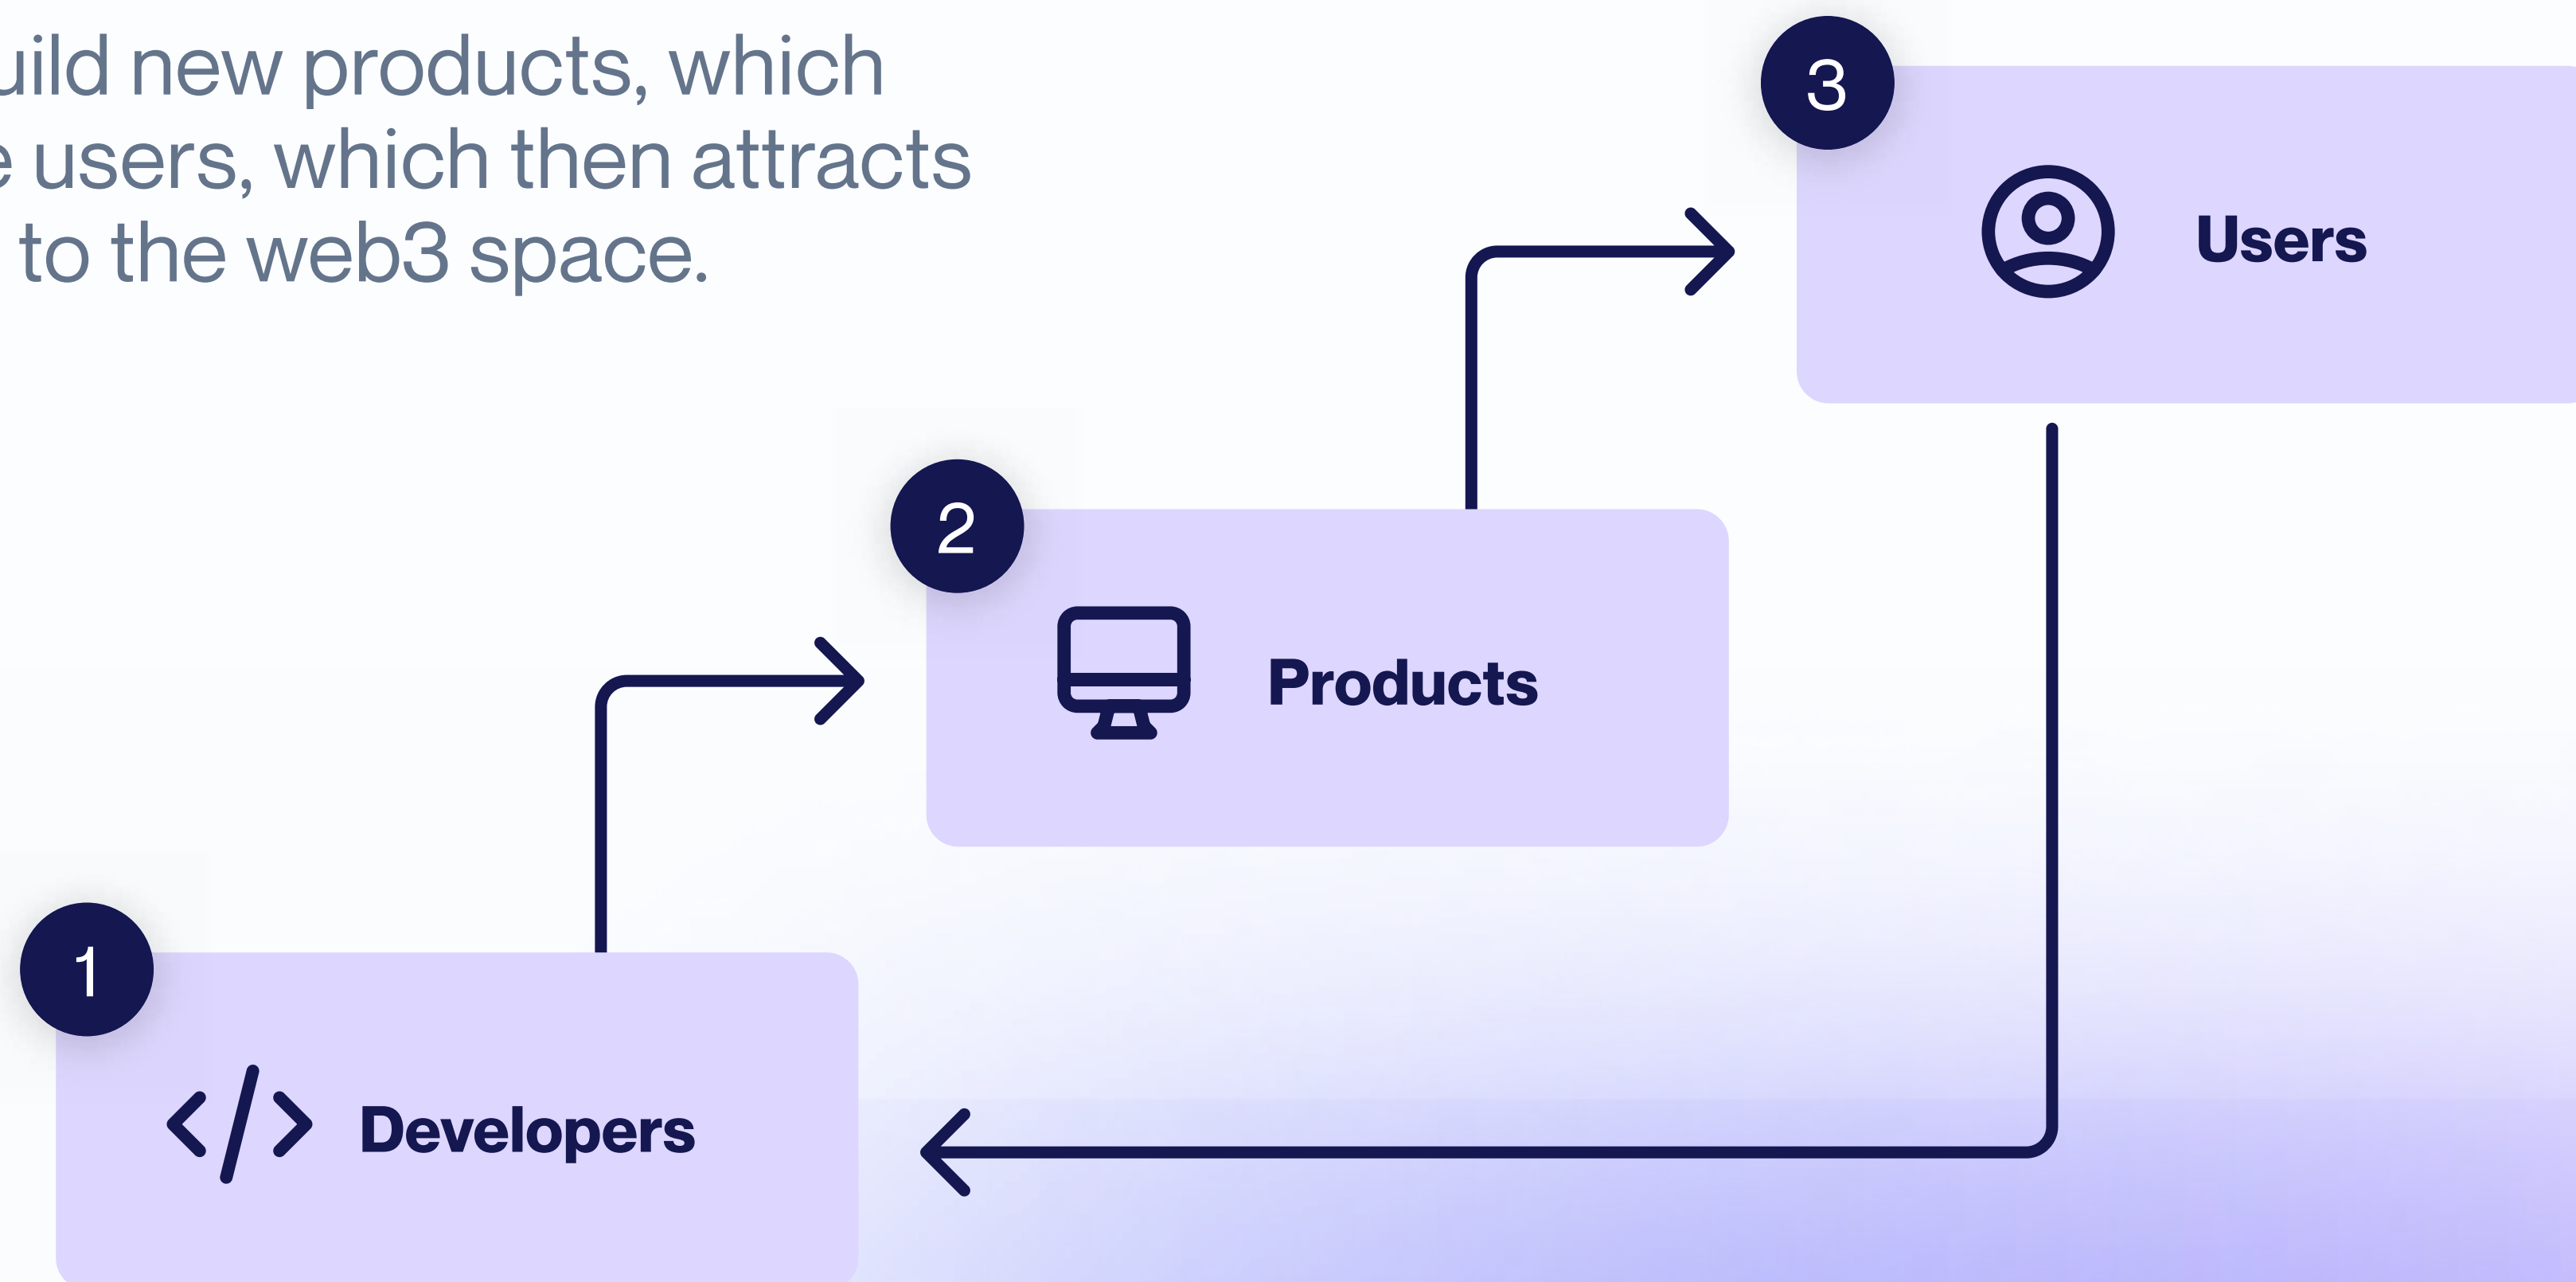 uild new products, which
e users, which then attracts
to the web3 space.
3
Users
2
Products
1
Developers